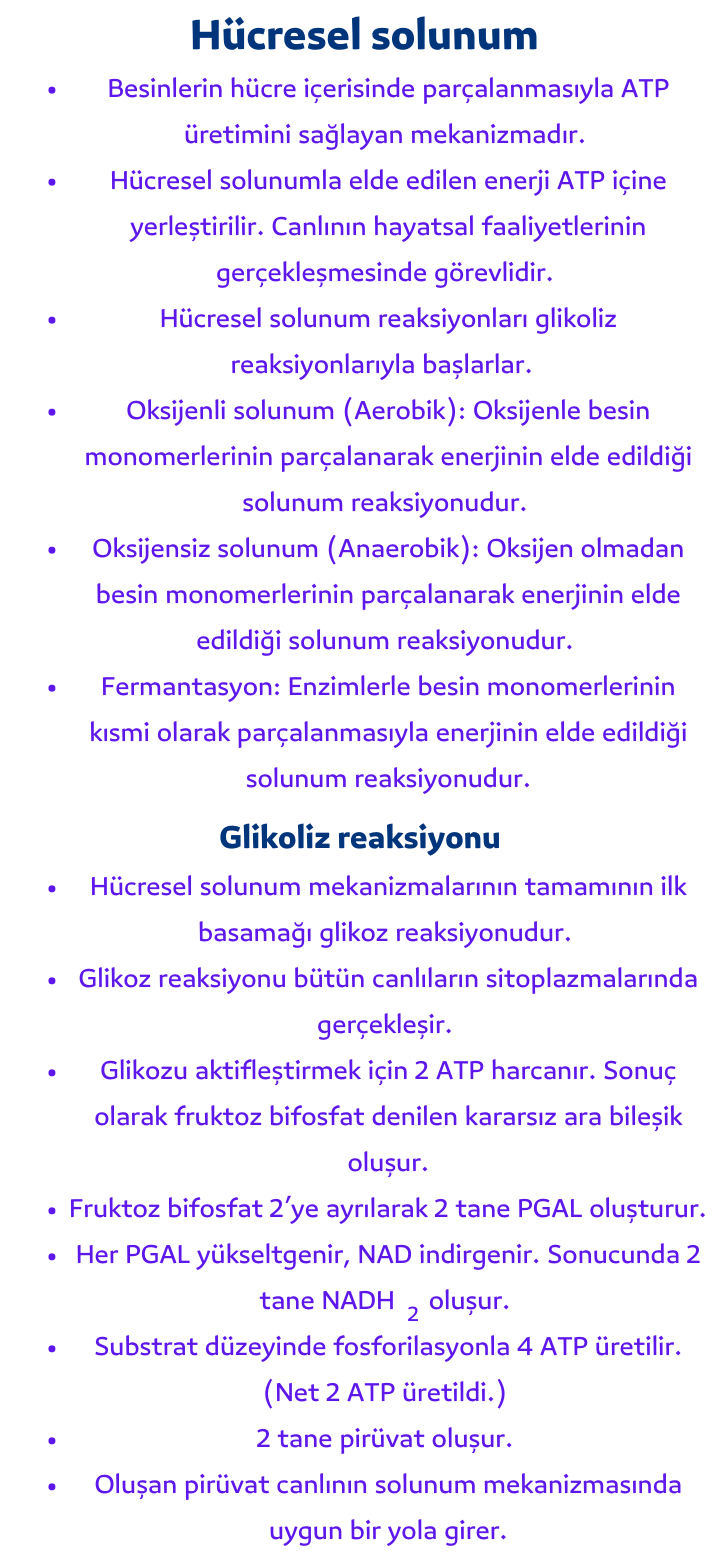 Hücresel solunum
• Besinlerin hücre içerisinde parçalanmasıyla ATP
üretimini sağlayan mekanizmadır.
• Hücresel solunumla elde edilen enerji ATP içine
yerleştirilir. Canlının hayatsal faaliyetlerinin
gerçekleşmesinde görevlidir.
• Hücresel solunum reaksiyonları glikoliz
reaksiyonlarıyla başlarlar.
• Oksijenli solunum (Aerobik): Oksijenle besin
monomerlerinin parçalanarak enerjinin elde edildiği
solunum reaksiyonudur.
• Oksijensiz solunum (Anaerobik): Oksijen olmadan
besin monomerlerinin parçalanarak enerjinin elde
edildiği solunum reaksiyonudur.
• Fermantasyon: Enzimlerle besin monomerlerinin
kısmi olarak parçalanmasıyla enerjinin elde edildiği
solunum reaksiyonudur.
Glikoliz reaksiyonu
• Hücresel solunum mekanizmalarının tamamının ilk
basamağı glikoz reaksiyonudur.
• Glikoz reaksiyonu bütün canlıların sitoplazmalarında
gerçekleşir.
• Glikozu aktifleştirmek için 2 ATP harcanır. Sonuç
olarak fruktoz bifosfat denilen kararsız ara bileşik
oluşur.
• Fruktoz bifosfat 2’ye ayrılarak 2 tane PGAL oluşturur.
• Her PGAL yükseltgenir, NAD indirgenir. Sonucunda 2
tane NADH ₂ oluşur.
• Substrat düzeyinde fosforilasyonla 4 ATP üretilir.
(Net 2 ATP üretildi.)
• 2 tane pirüvat oluşur.
• Oluşan pirüvat canlının solunum mekanizmasında
uygun bir yola girer.